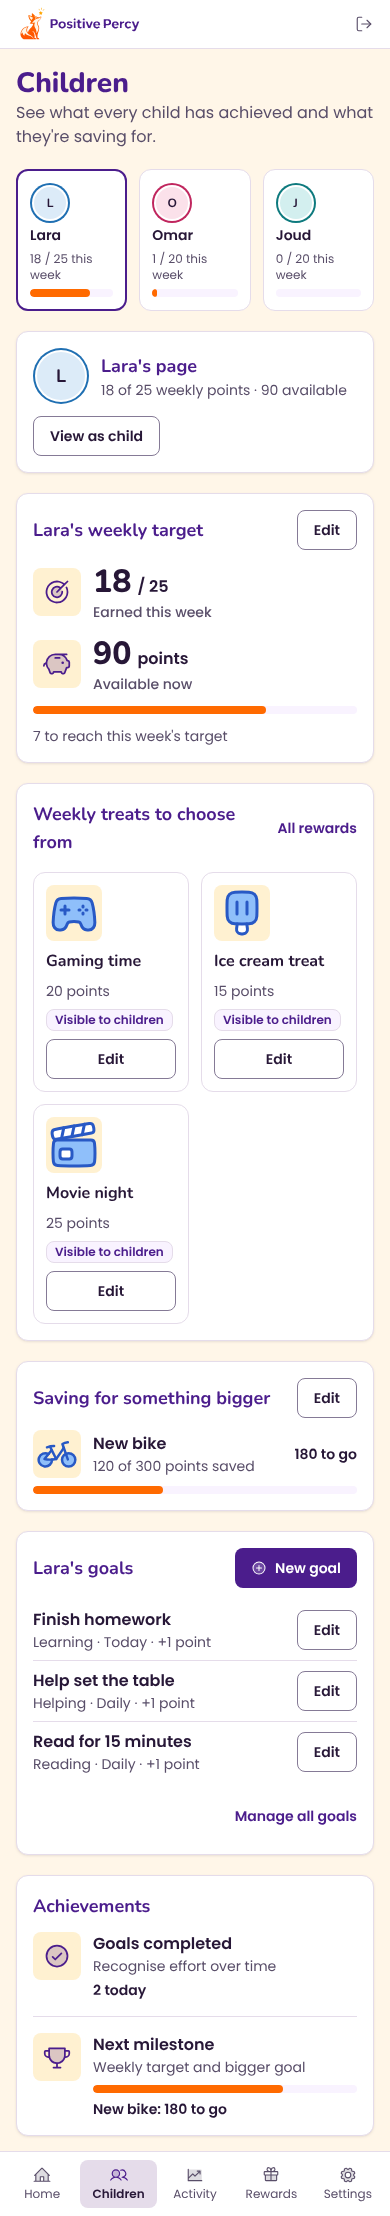 Positive Percy
Children
See what every child has achieved and what
they're saving for.
L
Lara
18 / 25 this
week
O
Omar
1 / 20 this
week
J
Joud
0 / 20 this
week
L
Lara's page
18 of 25 weekly points · 90 available
View as child
Lara's weekly target
Edit
18 / 25
Earned this week
90 points
Available now
7 to reach this week's target
Weekly treats to choose
from
All rewards
Gaming time
20 points
Visible to children
Edit
Ice cream treat
15 points
Visible to children
Edit
Movie night
25 points
Visible to children
Edit
Saving for something bigger
Edit
New bike
120 of 300 points saved
180 to go
Lara's goals
New goal
Finish homework
Learning · Today · +1 point
Edit
Help set the table
Helping · Daily · +1 point
Edit
Read for 15 minutes
Reading · Daily · +1 point
Edit
Manage all goals
Achievements
Goals completed
Recognise effort over time
2 today
Next milestone
Weekly target and bigger goal
New bike: 180 to go
Home
Children
Activity
Rewards
Settings